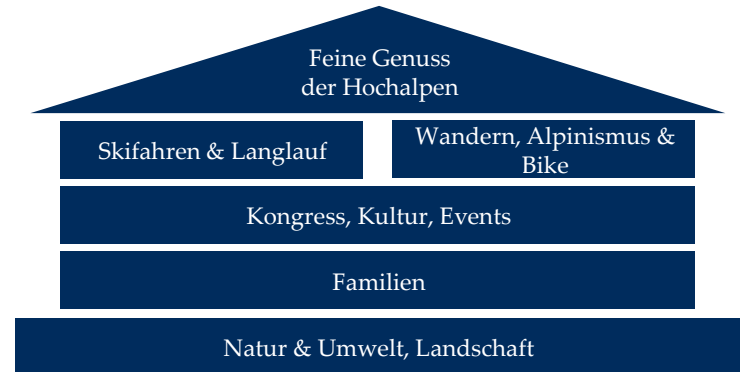 Feine Genuss
der Hochalpen
Skifahren & Langlauf
Wandern, Alpinismus &
Bike
Kongress, Kultur, Events
Familien
Natur & Umwelt, Landschaft